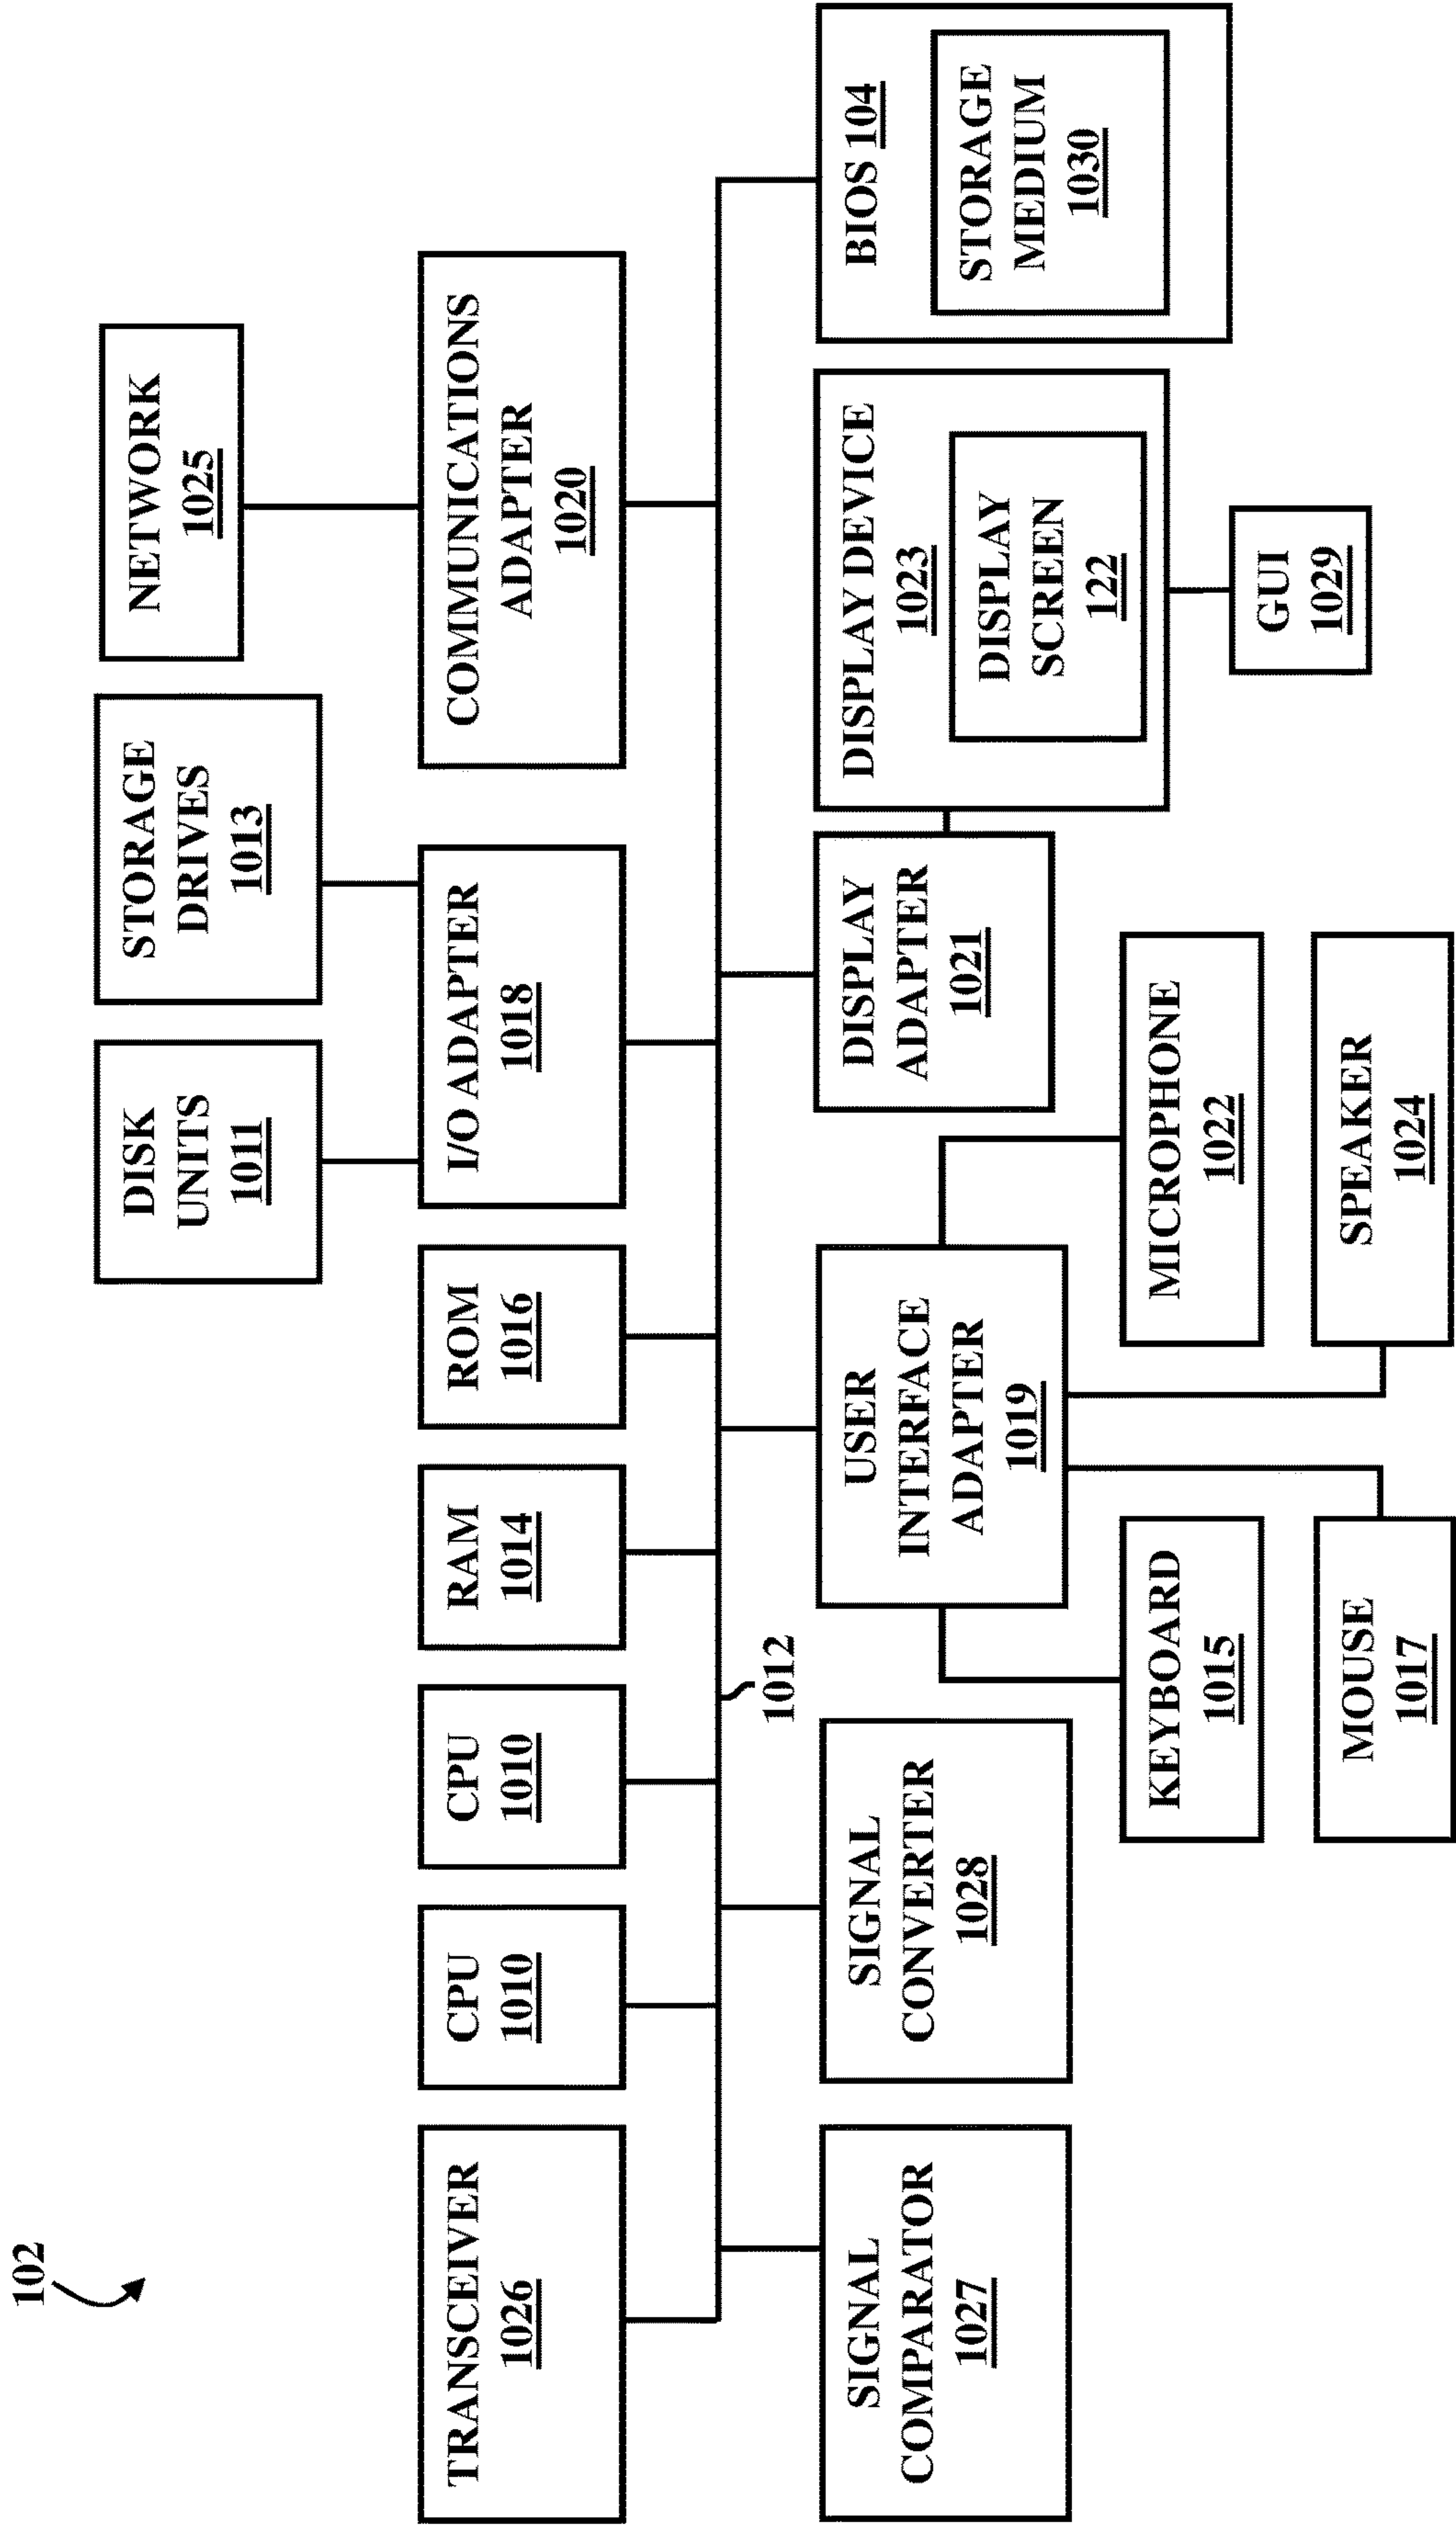 102
NETWORK
1025
DISK
UNITS
1011
STORAGE
DRIVES
1013
TRANSCEIVER
1026
CPU
1010
CPU
1010
RAM
1014
ROM
1016
I/O ADAPTER
1018
COMMUNICATIONS
ADAPTER
1020
1012
SIGNAL
COMPARATOR
1027
SIGNAL
CONVERTER
1028
USER
INTERFACE
ADAPTER
1019
DISPLAY
ADAPTER
1021
DISPLAY DEVICE
1023
DISPLAY
SCREEN
122
BIOS 104
STORAGE
MEDIUM
1030
KEYBOARD
1015
MICROPHONE
1022
GUI
1029
MOUSE
1017
SPEAKER
1024